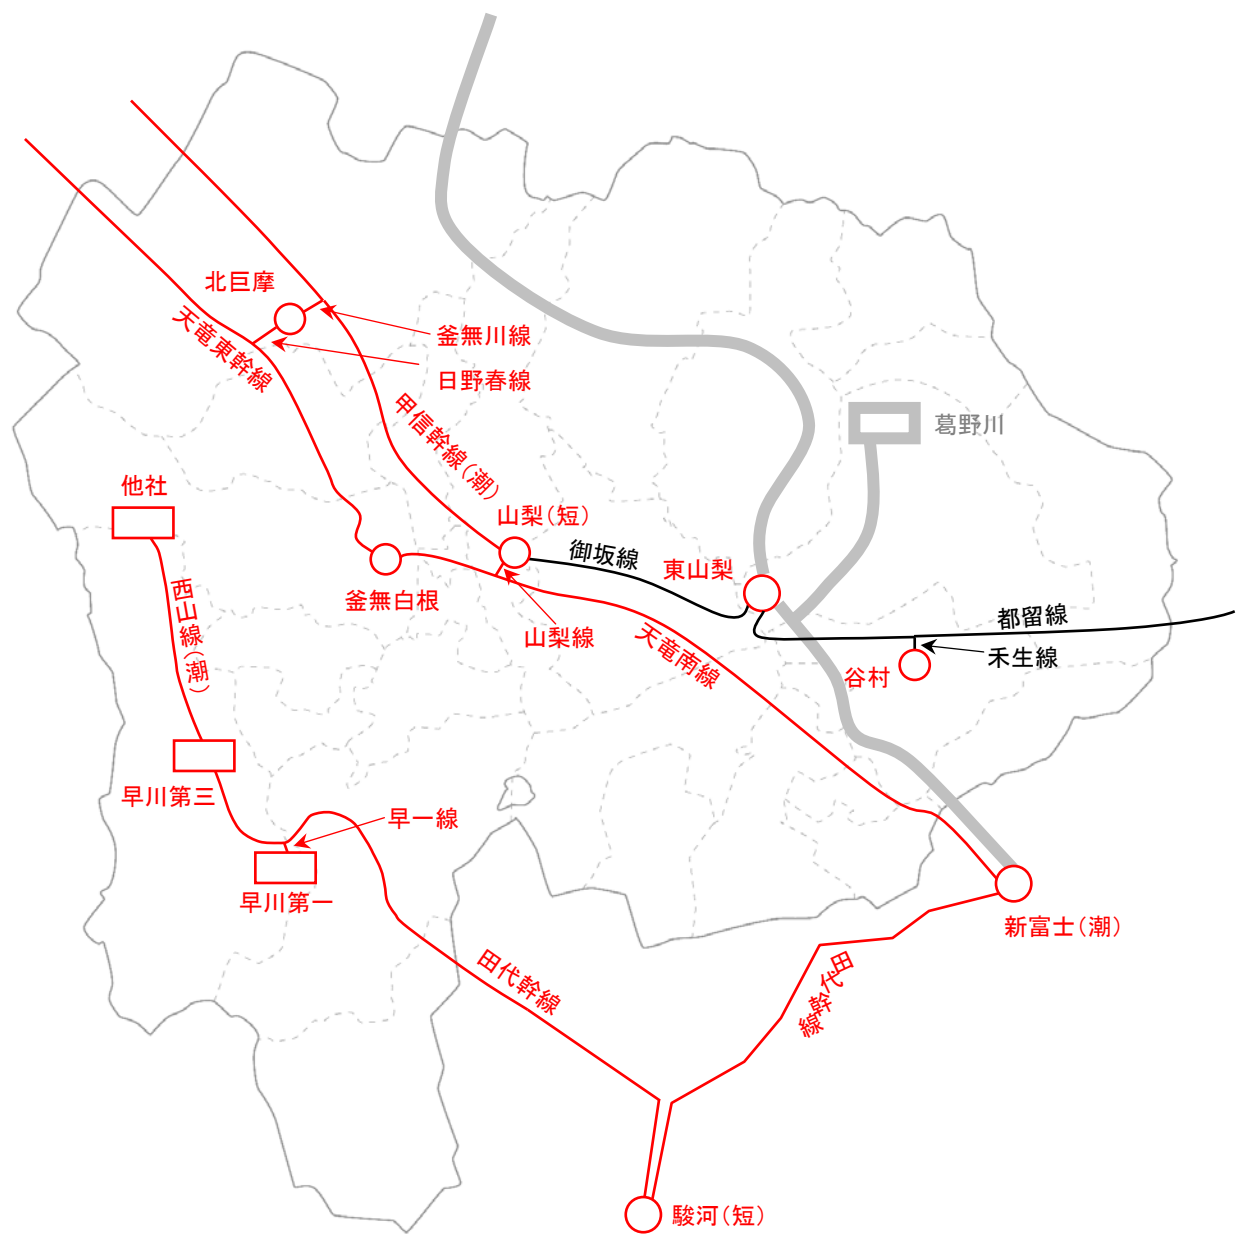 北巨摩
釜無川線
日野春線
天竜東幹線
甲信幹線(潮)
葛野川
他社
山梨(短)
御坂線
東山梨
西山線(潮)
釜無白根
山梨線
天竜南線
都留線
禾生線
谷村
早川第三
早一線
早川第一
新富士(潮)
田代幹線
田代幹線
駿河(短)